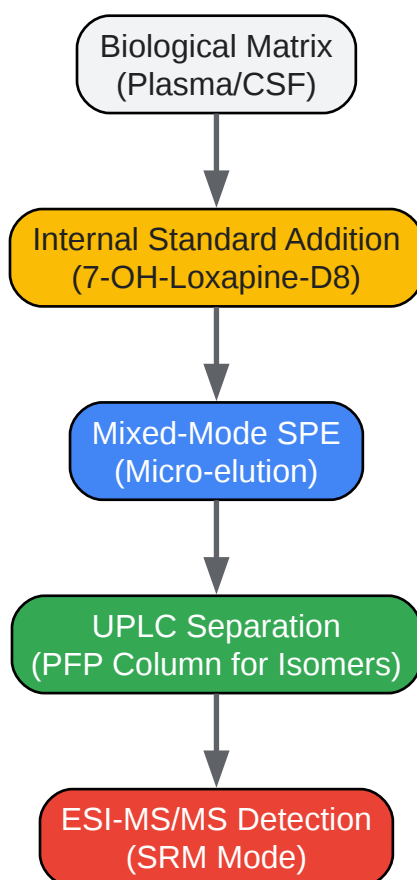 Biological Matrix
(Plasma/CSF)
Internal Standard Addition
(7-OH-Loxapine-D8)
Mixed-Mode SPE
(Micro-elution)
UPLC Separation
(PFP Column for Isomers)
ESI-MS/MS Detection
(SRM Mode)